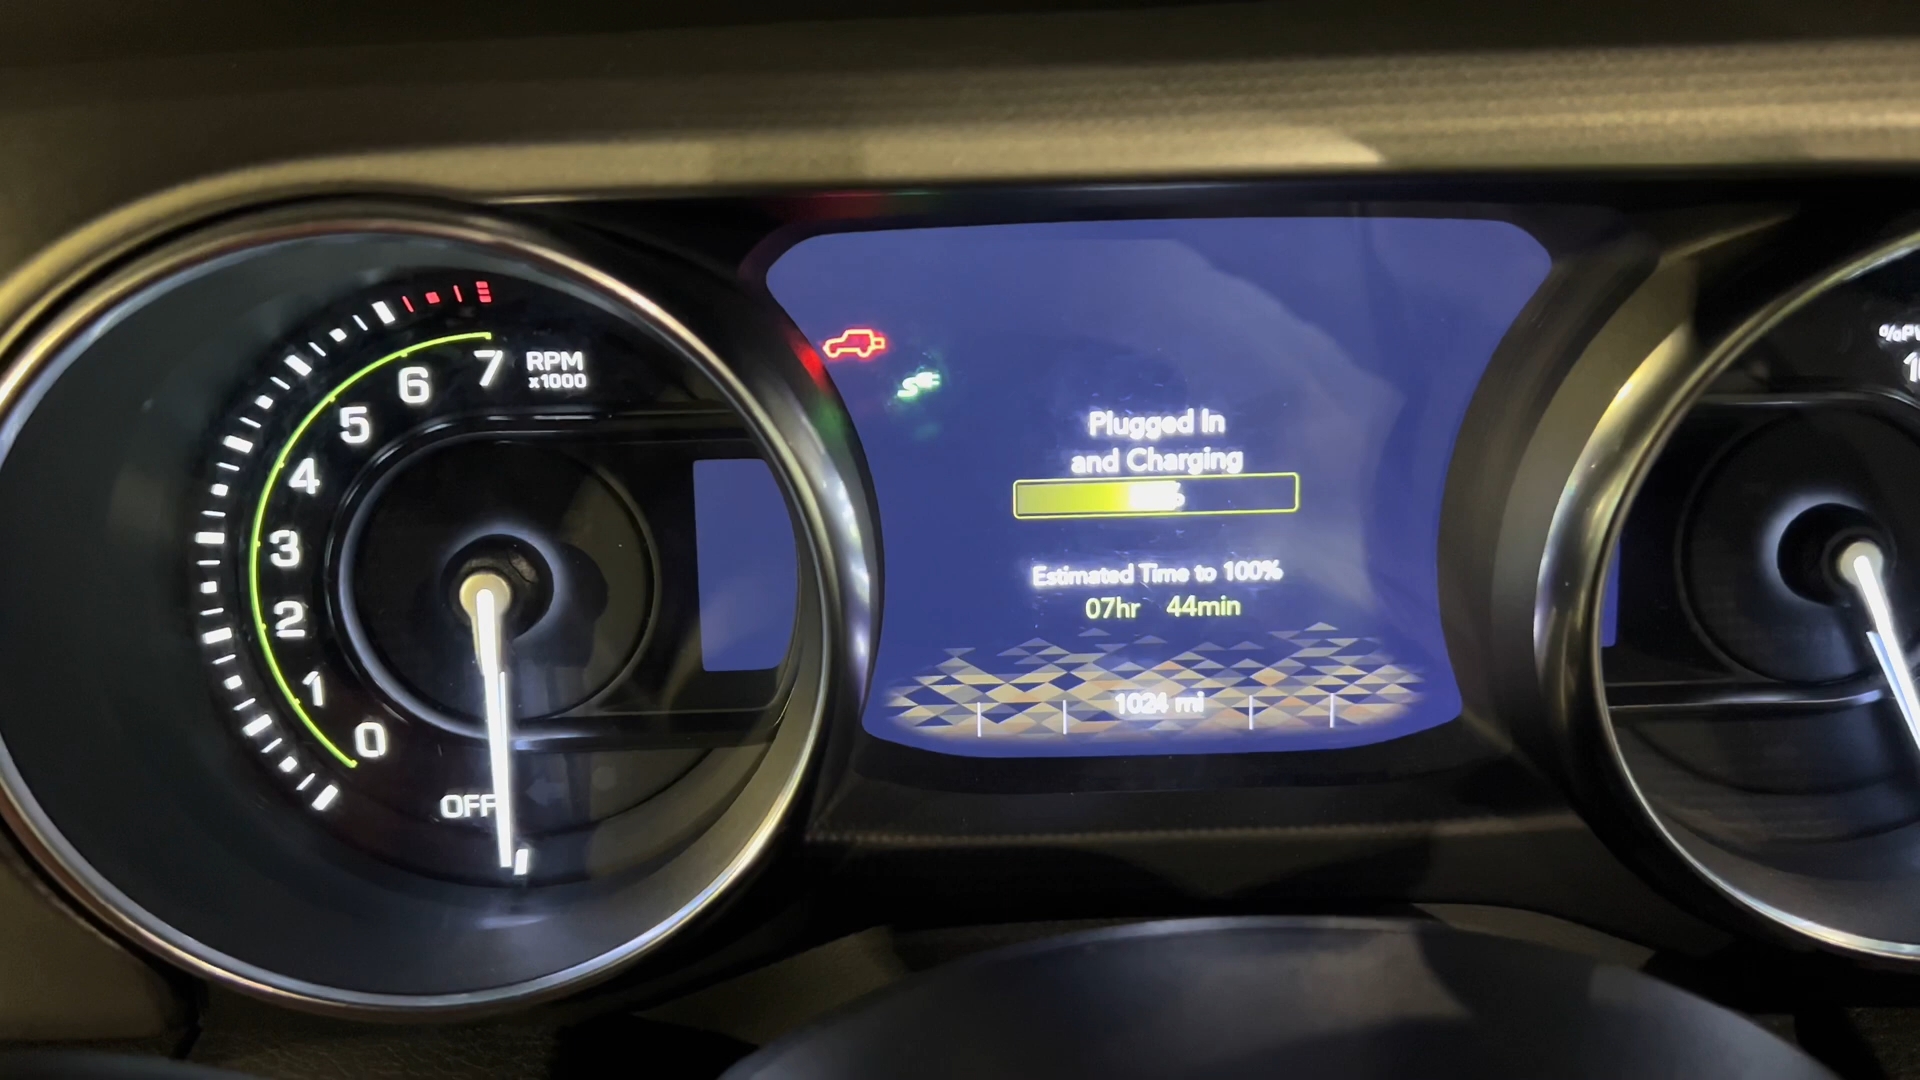 7
RPM
x1000
6
5
4
3
2
1
0
OFF
Plugged In
and Charging
Estimated Time to 100%
07hr 44min
1024 mi